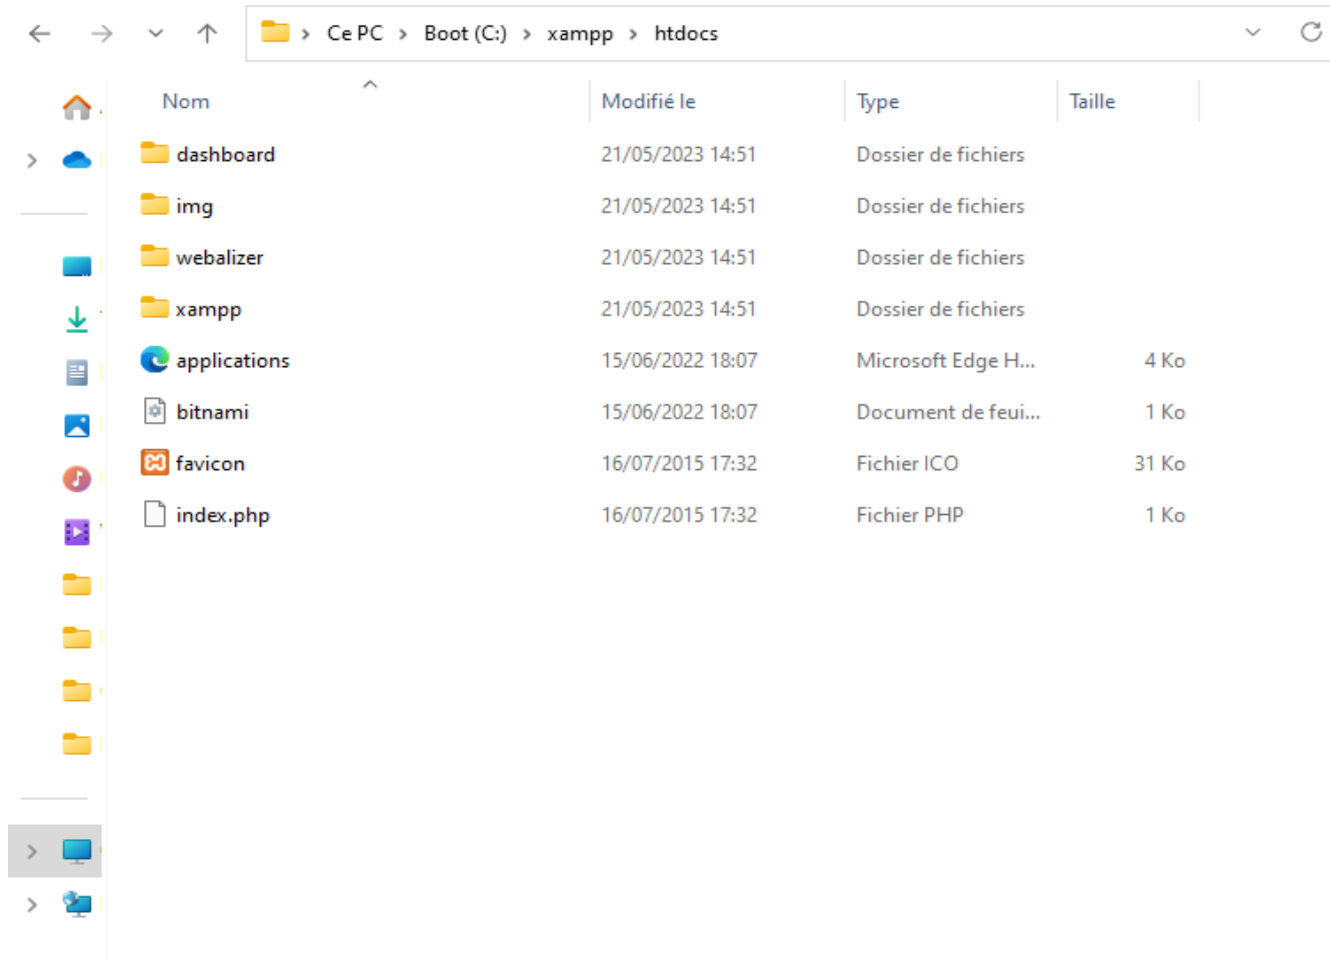 Ce PC > Boot (C:) > xampp > htdocs
Nom Modifié le Type Taille
dashboard 21/05/2023 14:51 Dossier de fichiers
img 21/05/2023 14:51 Dossier de fichiers
webalizer 21/05/2023 14:51 Dossier de fichiers
xampp 21/05/2023 14:51 Dossier de fichiers
applications 15/06/2022 18:07 Microsoft Edge H... 4 Ko
bitnami 15/06/2022 18:07 Document de feui... 1 Ko
favicon 16/07/2015 17:32 Fichier ICO 31 Ko
index.php 16/07/2015 17:32 Fichier PHP 1 Ko